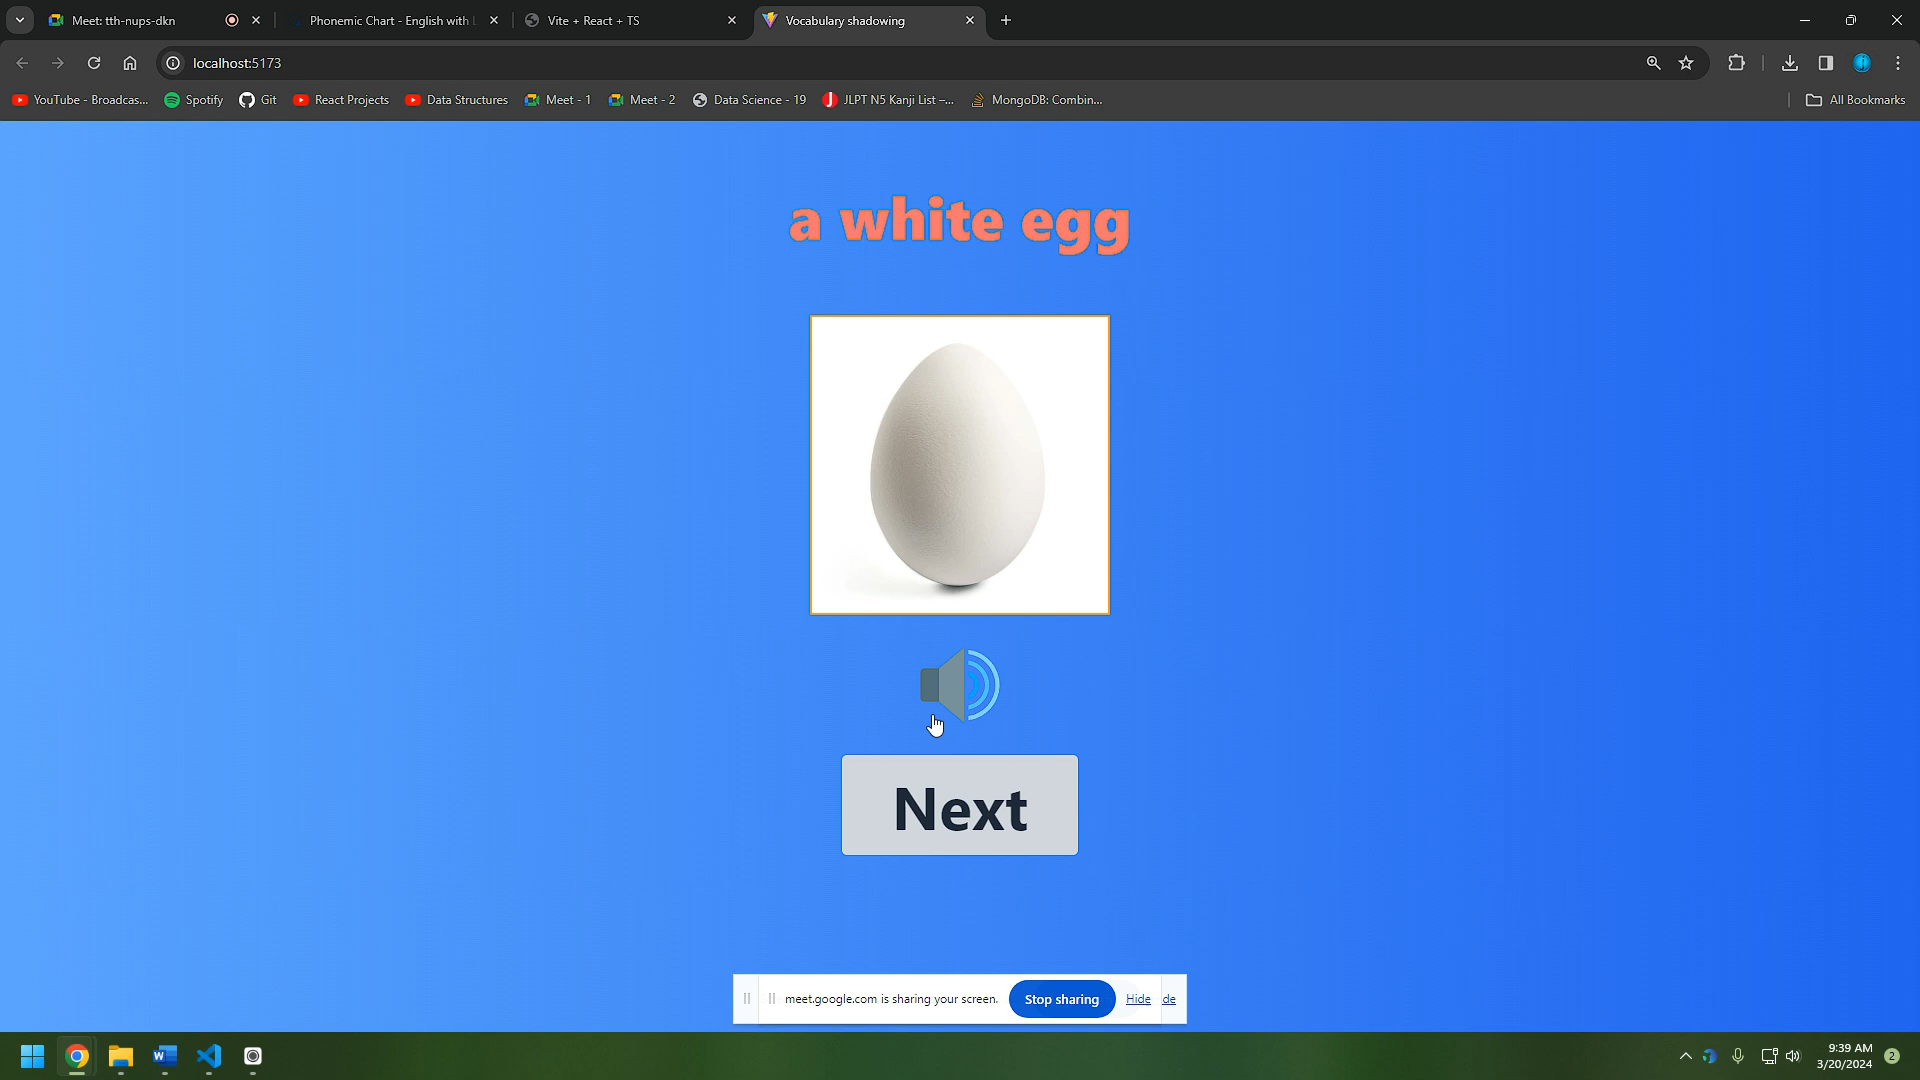 Meet: tth-nups-dkn
Phonemic Chart - English with
Vite + React + TS
Vocabulary shadowing
localhost:5173
YouTube - Broadcas...
Spotify
Git
React Projects
Data Structures
Meet - 1
Meet - 2
Data Science - 19
JLPT N5 Kanji List –...
MongoDB: Combin...
All Bookmarks
a white egg
Next
meet.google.com is sharing your screen.
Stop sharing
Hide
de
9:39 AM
3/20/2024
2